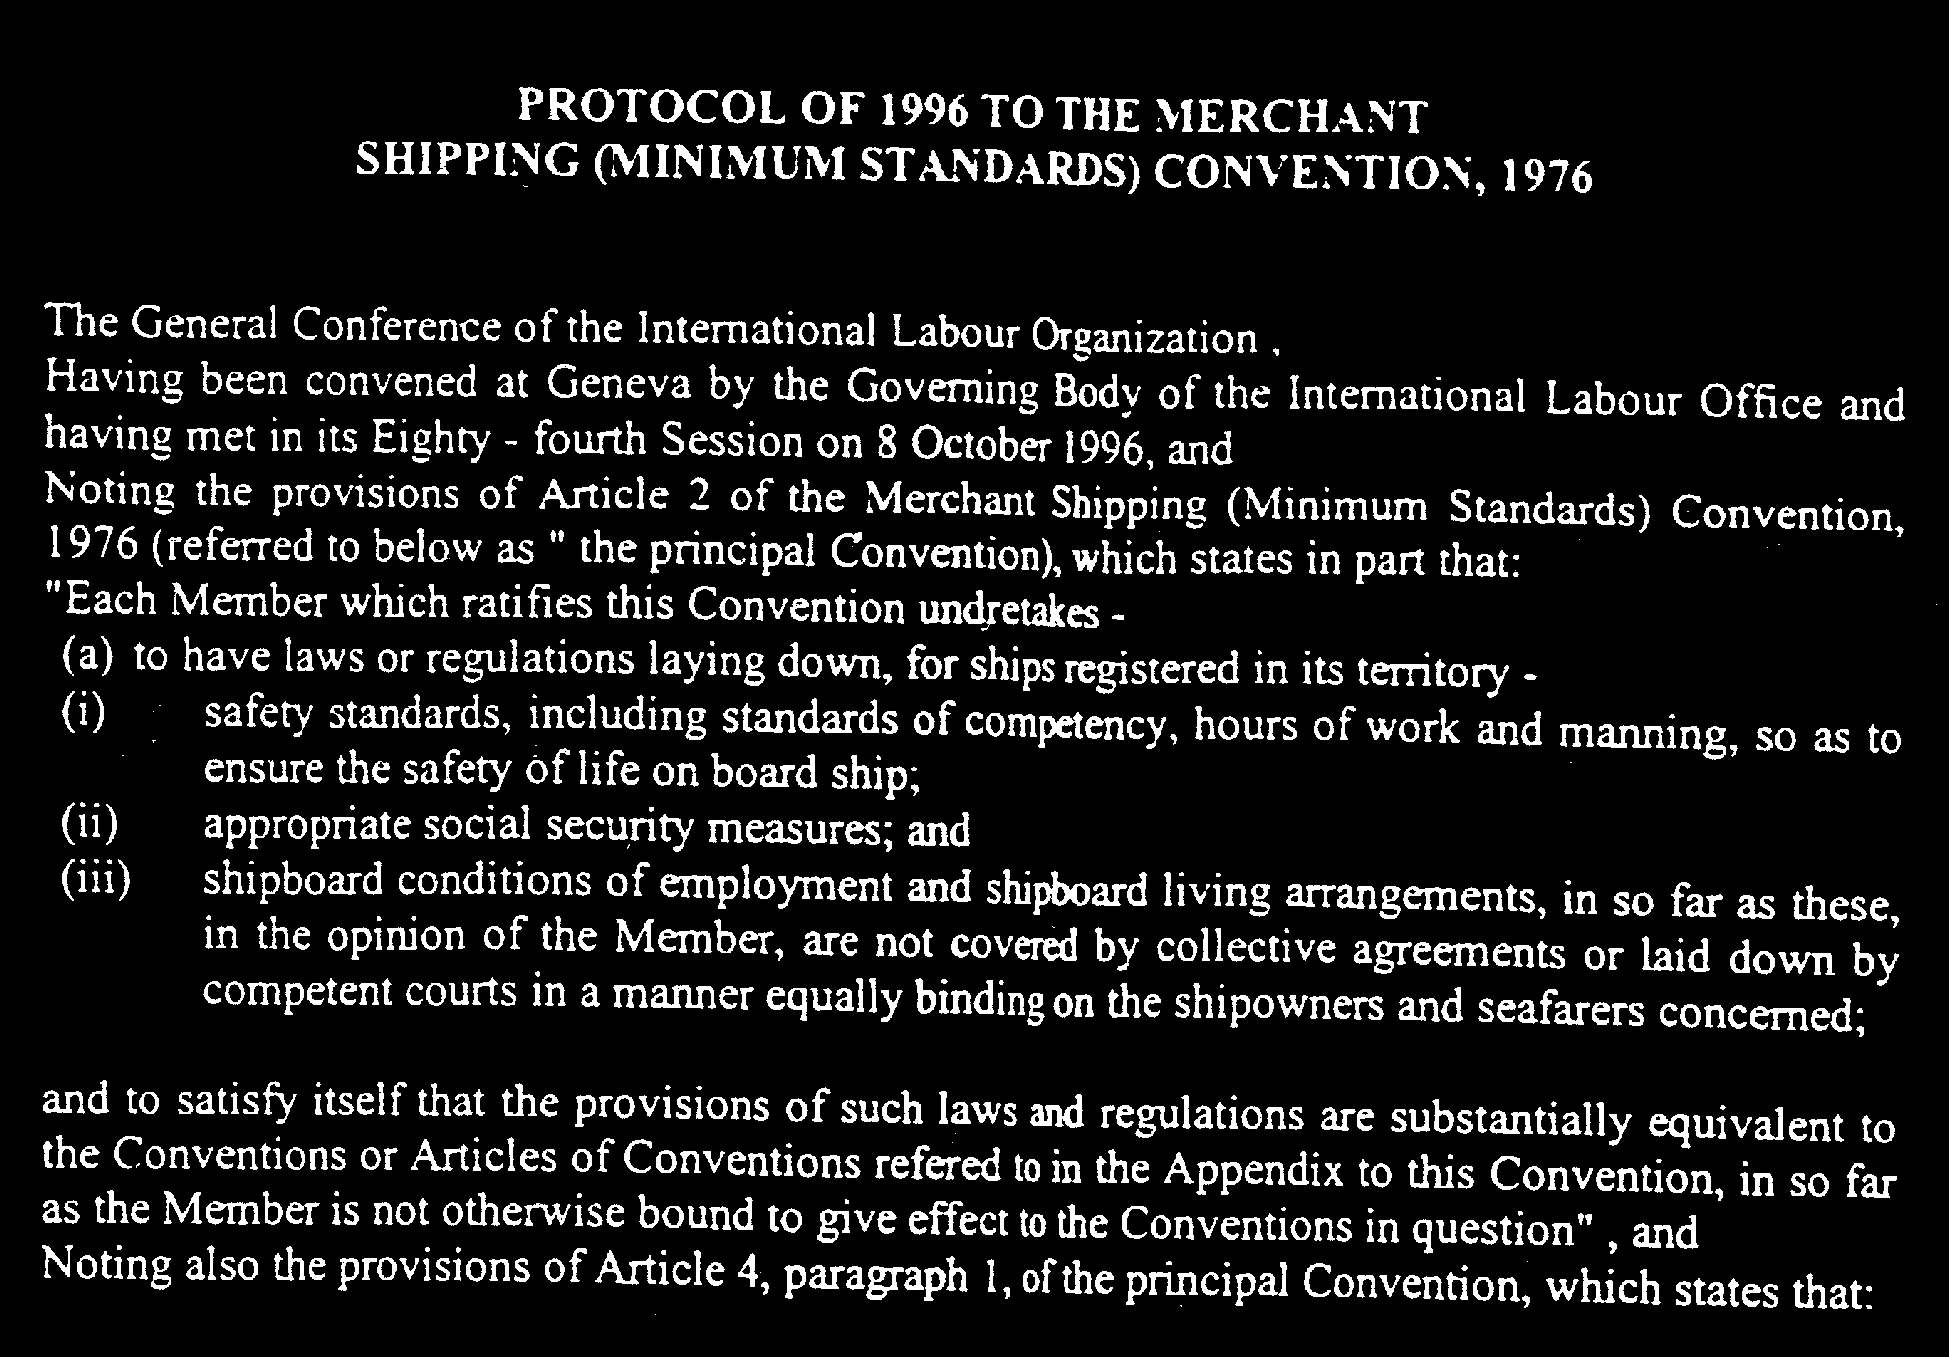 PROTOCOL OF 1996 TO THE MERCHANT
SHIPPING (MINIMUM STANDARDS) CONVENTION, 1976
The General Conference of the International Labour Organization ,
Having been convened at Geneva by the Governing Body of the International Labour Office and
having met in its Eighty - fourth Session on 8 October 1996, and
Noting the provisions of Article 2 of the Merchant Shipping (Minimum Standards) Convention,
1976 (referred to below as " the principal Convention), which states in part that:
"Each Member which ratifies this Convention undretakes -
(a) to have laws or regulations laying down, for ships registered in its territory -
(i) safety standards, including standards of competency, hours of work and manning, so as to
ensure the safety of life on board ship;
(ii) appropriate social security measures; and
(iii) shipboard conditions of employment and shipboard living arrangements, in so far as these,
in the opinion of the Member, are not covered by collective agreements or laid down by
competent courts in a manner equally binding on the shipowners and seafarers concerned;
and to satisfy itself that the provisions of such laws and regulations are substantially equivalent to
the Conventions or Articles of Conventions refered to in the Appendix to this Convention, in so far
as the Member is not otherwise bound to give effect to the Conventions in question" , and
Noting also the provisions of Article 4, paragraph 1, of the principal Convention, which states that: